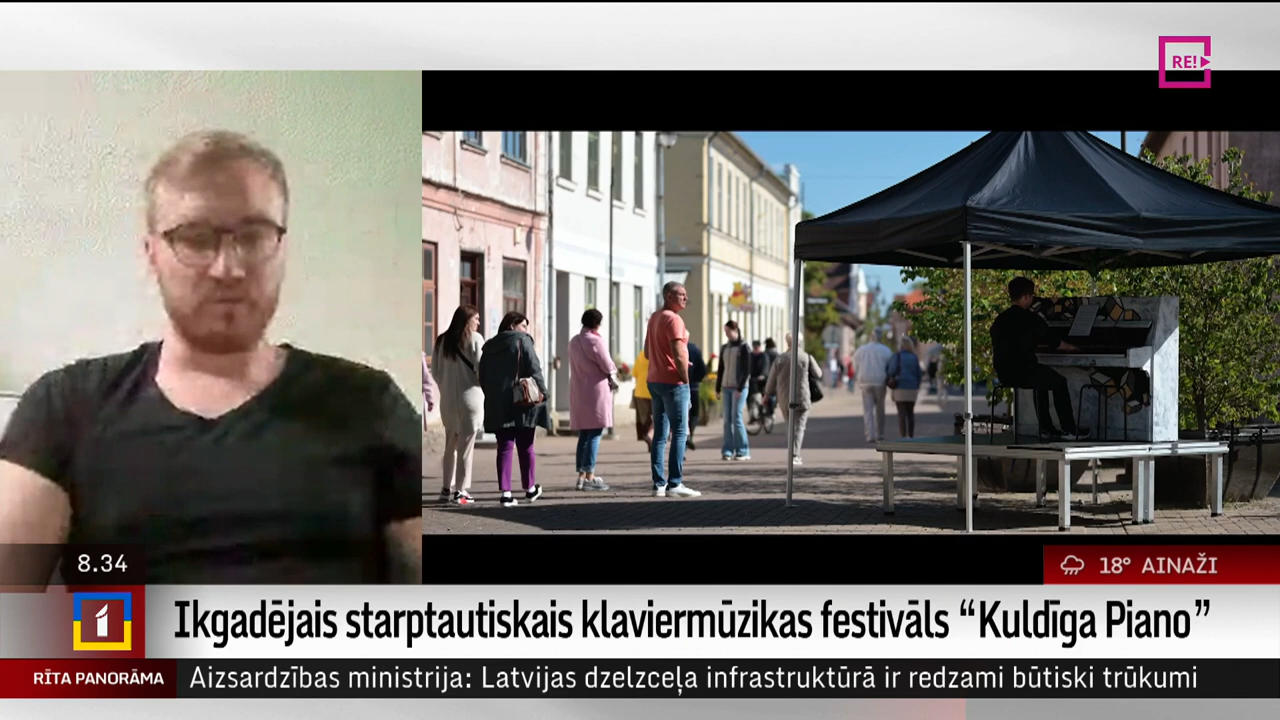 RE!
8.34
18° AINAŽI
1
Ikgadējais starptautiskais klaviermūzikas festivāls “Kuldīga Piano”
RĪTA PANORĀMA
Aizsardzības ministrija: Latvijas dzelzceļa infrastruktūrā ir redzami būtiski trūkumi